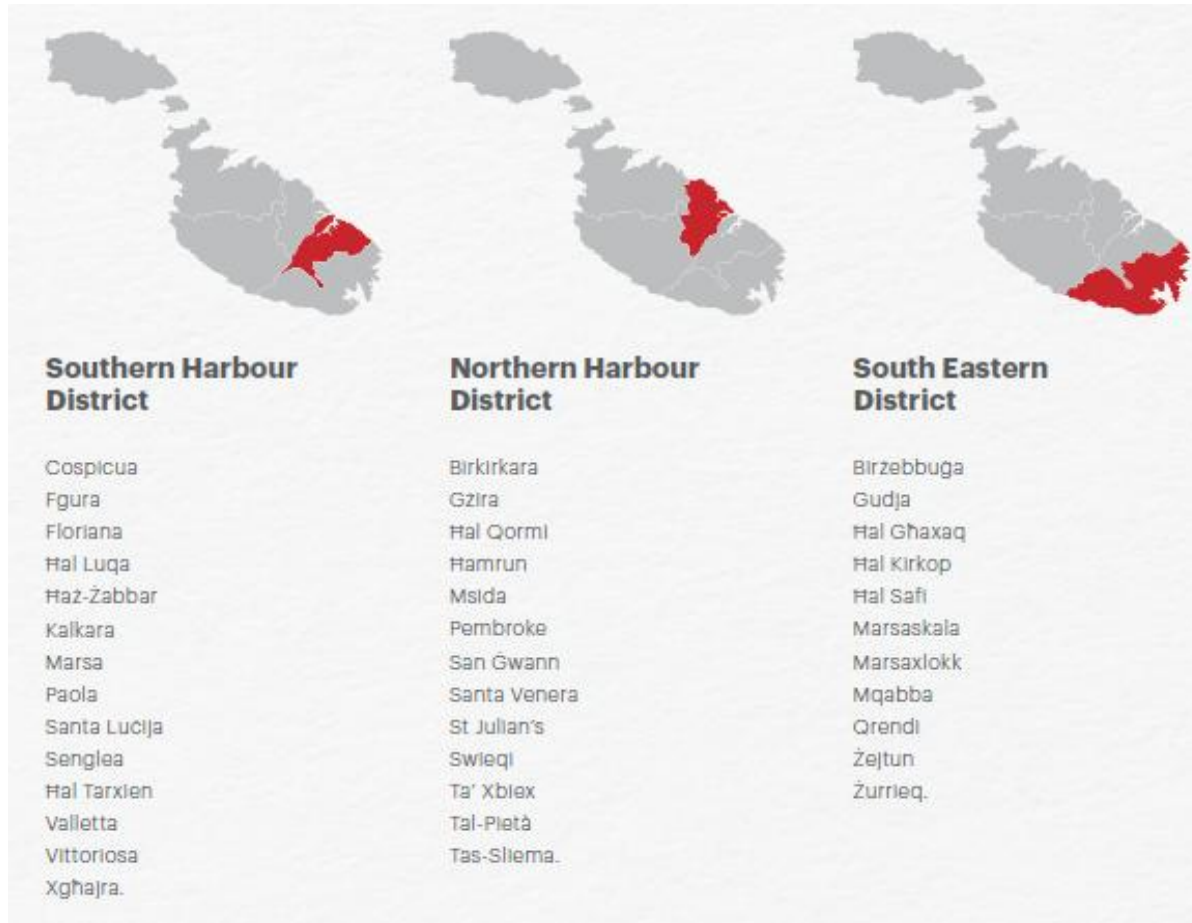 Southern Harbour
District
Cospicua
Fgura
Floriana
Ħal Luqa
Ħaż-Żabbar
Kalkara
Marsa
Paola
Santa Luċija
Senglea
Ħal Tarxien
Valletta
Vittoriosa
Xgħajra.
Northern Harbour
District
Birkirkara
Gżira
Ħal Qormi
Ħamrun
Msida
Pembroke
San Ġwann
Santa Venera
St Julian's
Swieqi
Ta' Xbiex
Tal-Pietà
Tas-Sliema.
South Eastern
District
Birżebbuġa
Gudja
Ħal Għaxaq
Ħal Kirkop
Ħal Safi
Marsaskala
Marsaxlokk
Mqabba
Qrendi
Żejtun
Żurrieq.